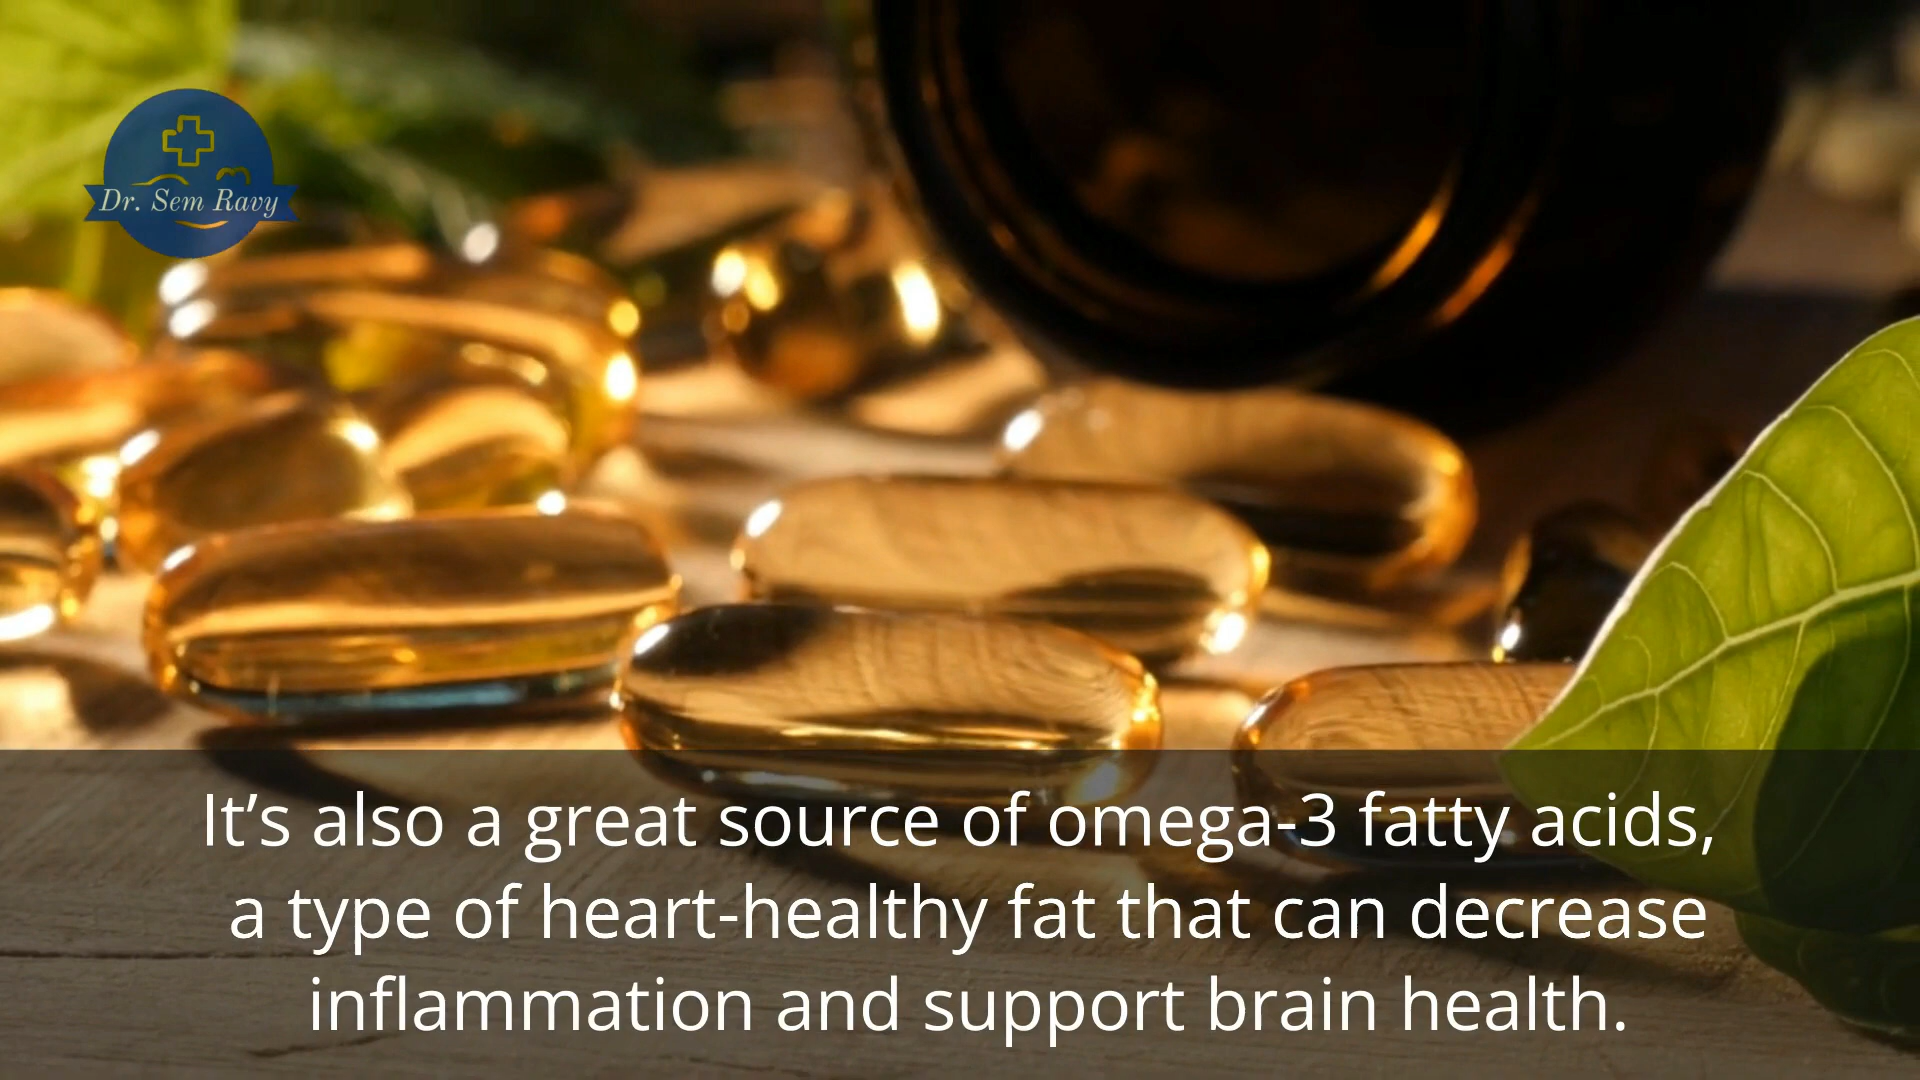 Dr. Sem Ravy
It’s also a great source of omega-3 fatty acids,
a type of heart-healthy fat that can decrease
inflammation and support brain health.